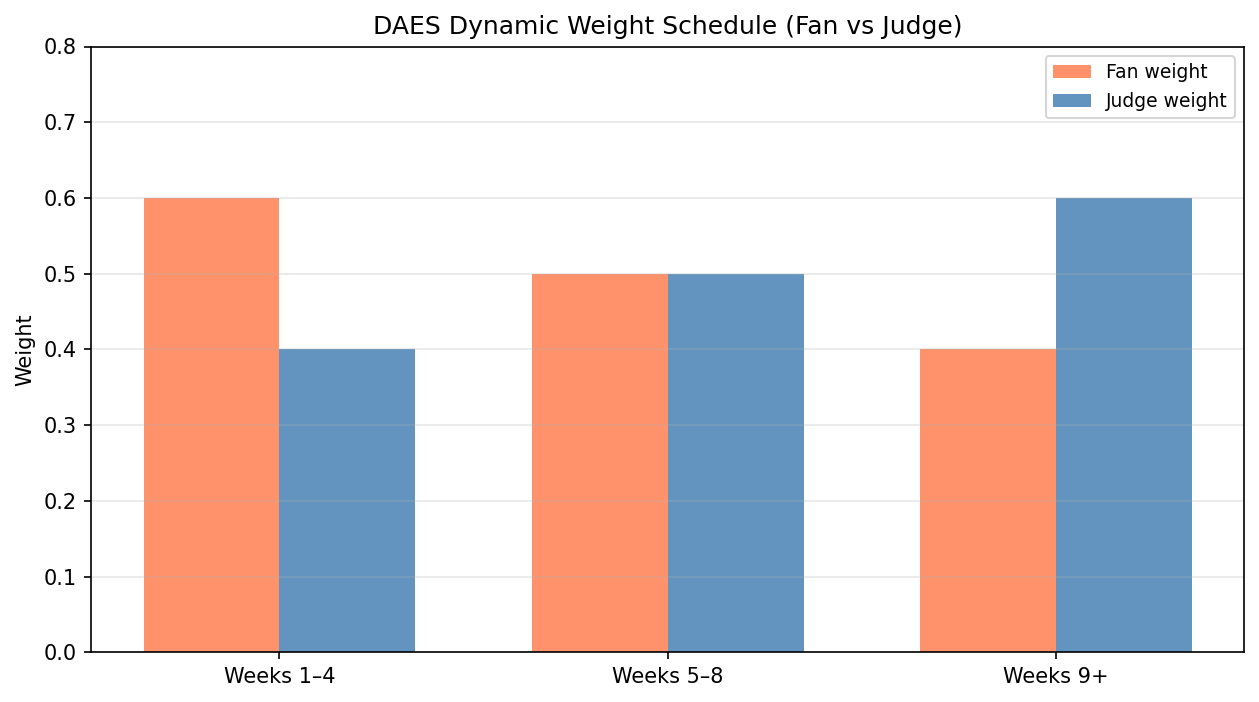 DAES Dynamic Weight Schedule (Fan vs Judge)
Fan weight
Judge weight
Weight
0.8
0.7
0.6
0.5
0.4
0.3
0.2
0.1
0.0
Weeks 1–4
Weeks 5–8
Weeks 9+